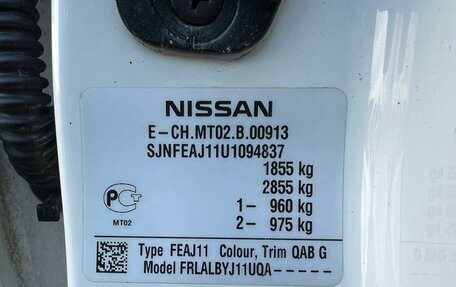 NISSAN
E-CH.MT02.B.00913
SJNFEAJ11U1094837
1855 kg
2855 kg
1- 960 kg
2- 975 kg
MT02
Type FEAJ11 Colour, Trim QAB G
Model FRLALBYJ11UQA-----